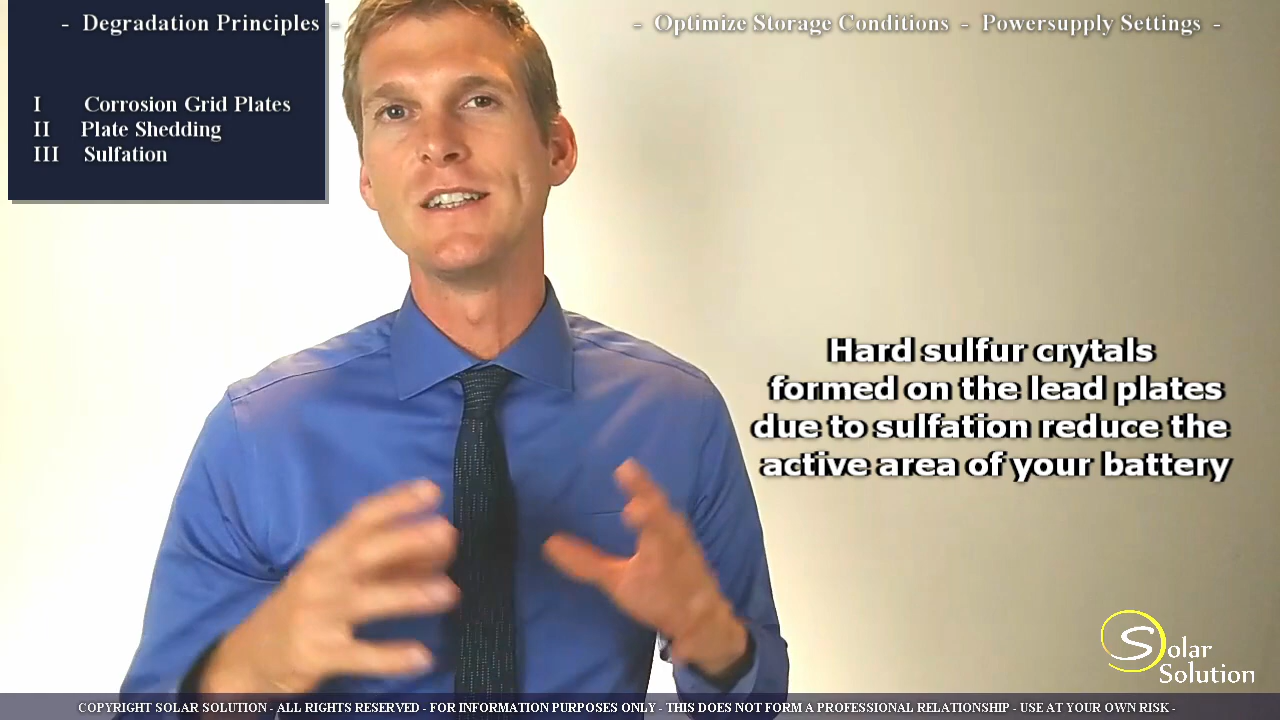 - Degradation Principles -
- Optimize Storage Conditions - Powersupply Settings -
I Corrosion Grid Plates
II Plate Shedding
III Sulfation
Hard sulfur crytals
formed on the lead plates
due to sulfation reduce the
active area of your battery
Solar
Solution
COPYRIGHT SOLAR SOLUTION - ALL RIGHTS RESERVED - FOR INFORMATION PURPOSES ONLY - THIS DOES NOT FORM A PROFESSIONAL RELATIONSHIP - USE AT YOUR OWN RISK -